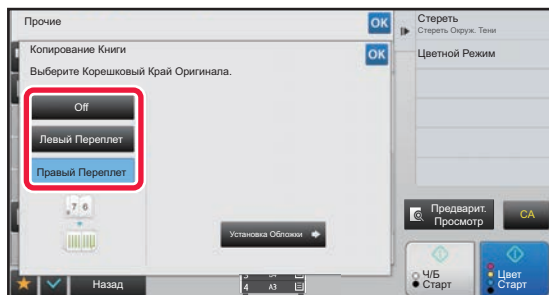 Прочие
OK
Копирование Книги
OK
Выберите Корешковый Край Оригинала.
Off
Левый Переплет
Правый Переплет
7 6
Установка Обложки
Назад
4 A3
Стереть
Стереть Окруж. Тени
Цветной Режим
Предварит.
Просмотр
CA
Ч/Б
Старт
Цвет
Старт